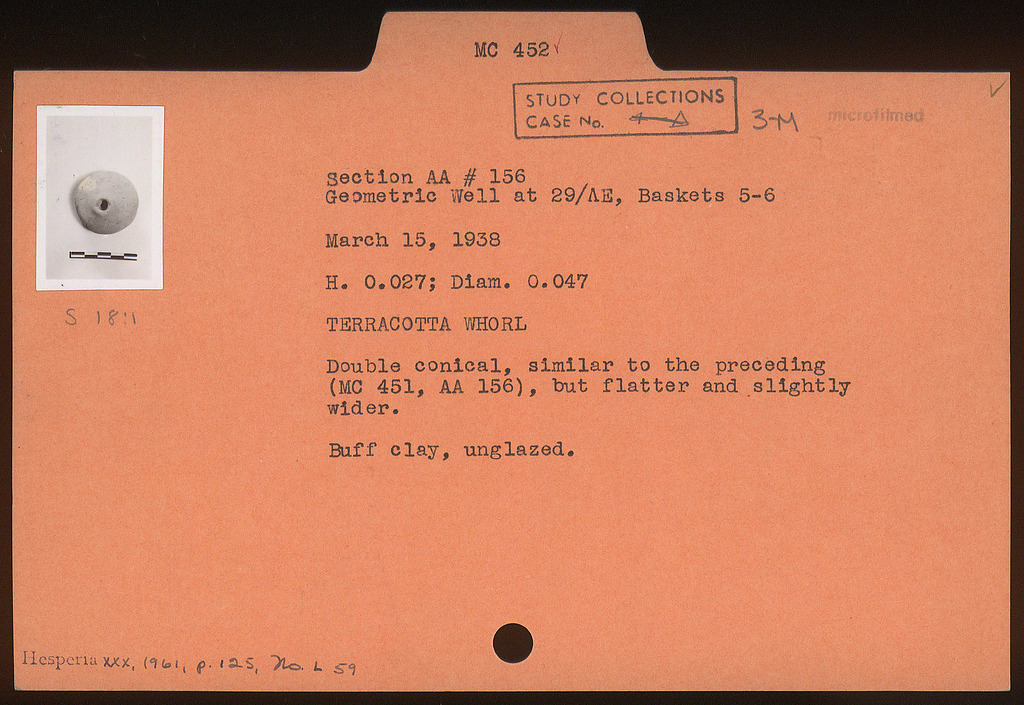 MC 452 ✓
STUDY COLLECTIONS
CASE No.
3-M
microfilmed
Section AA # 156
Geometric Well at 29/ΛE, Baskets 5-6
March 15, 1938
H. 0.027; Diam. 0.047
TERRACOTTA WHORL
Double conical, similar to the preceding
(MC 451, AA 156), but flatter and slightly
wider.
Buff clay, unglazed.
S 18:1
Hesperia XXX, 1961, p. 125, No. L 59